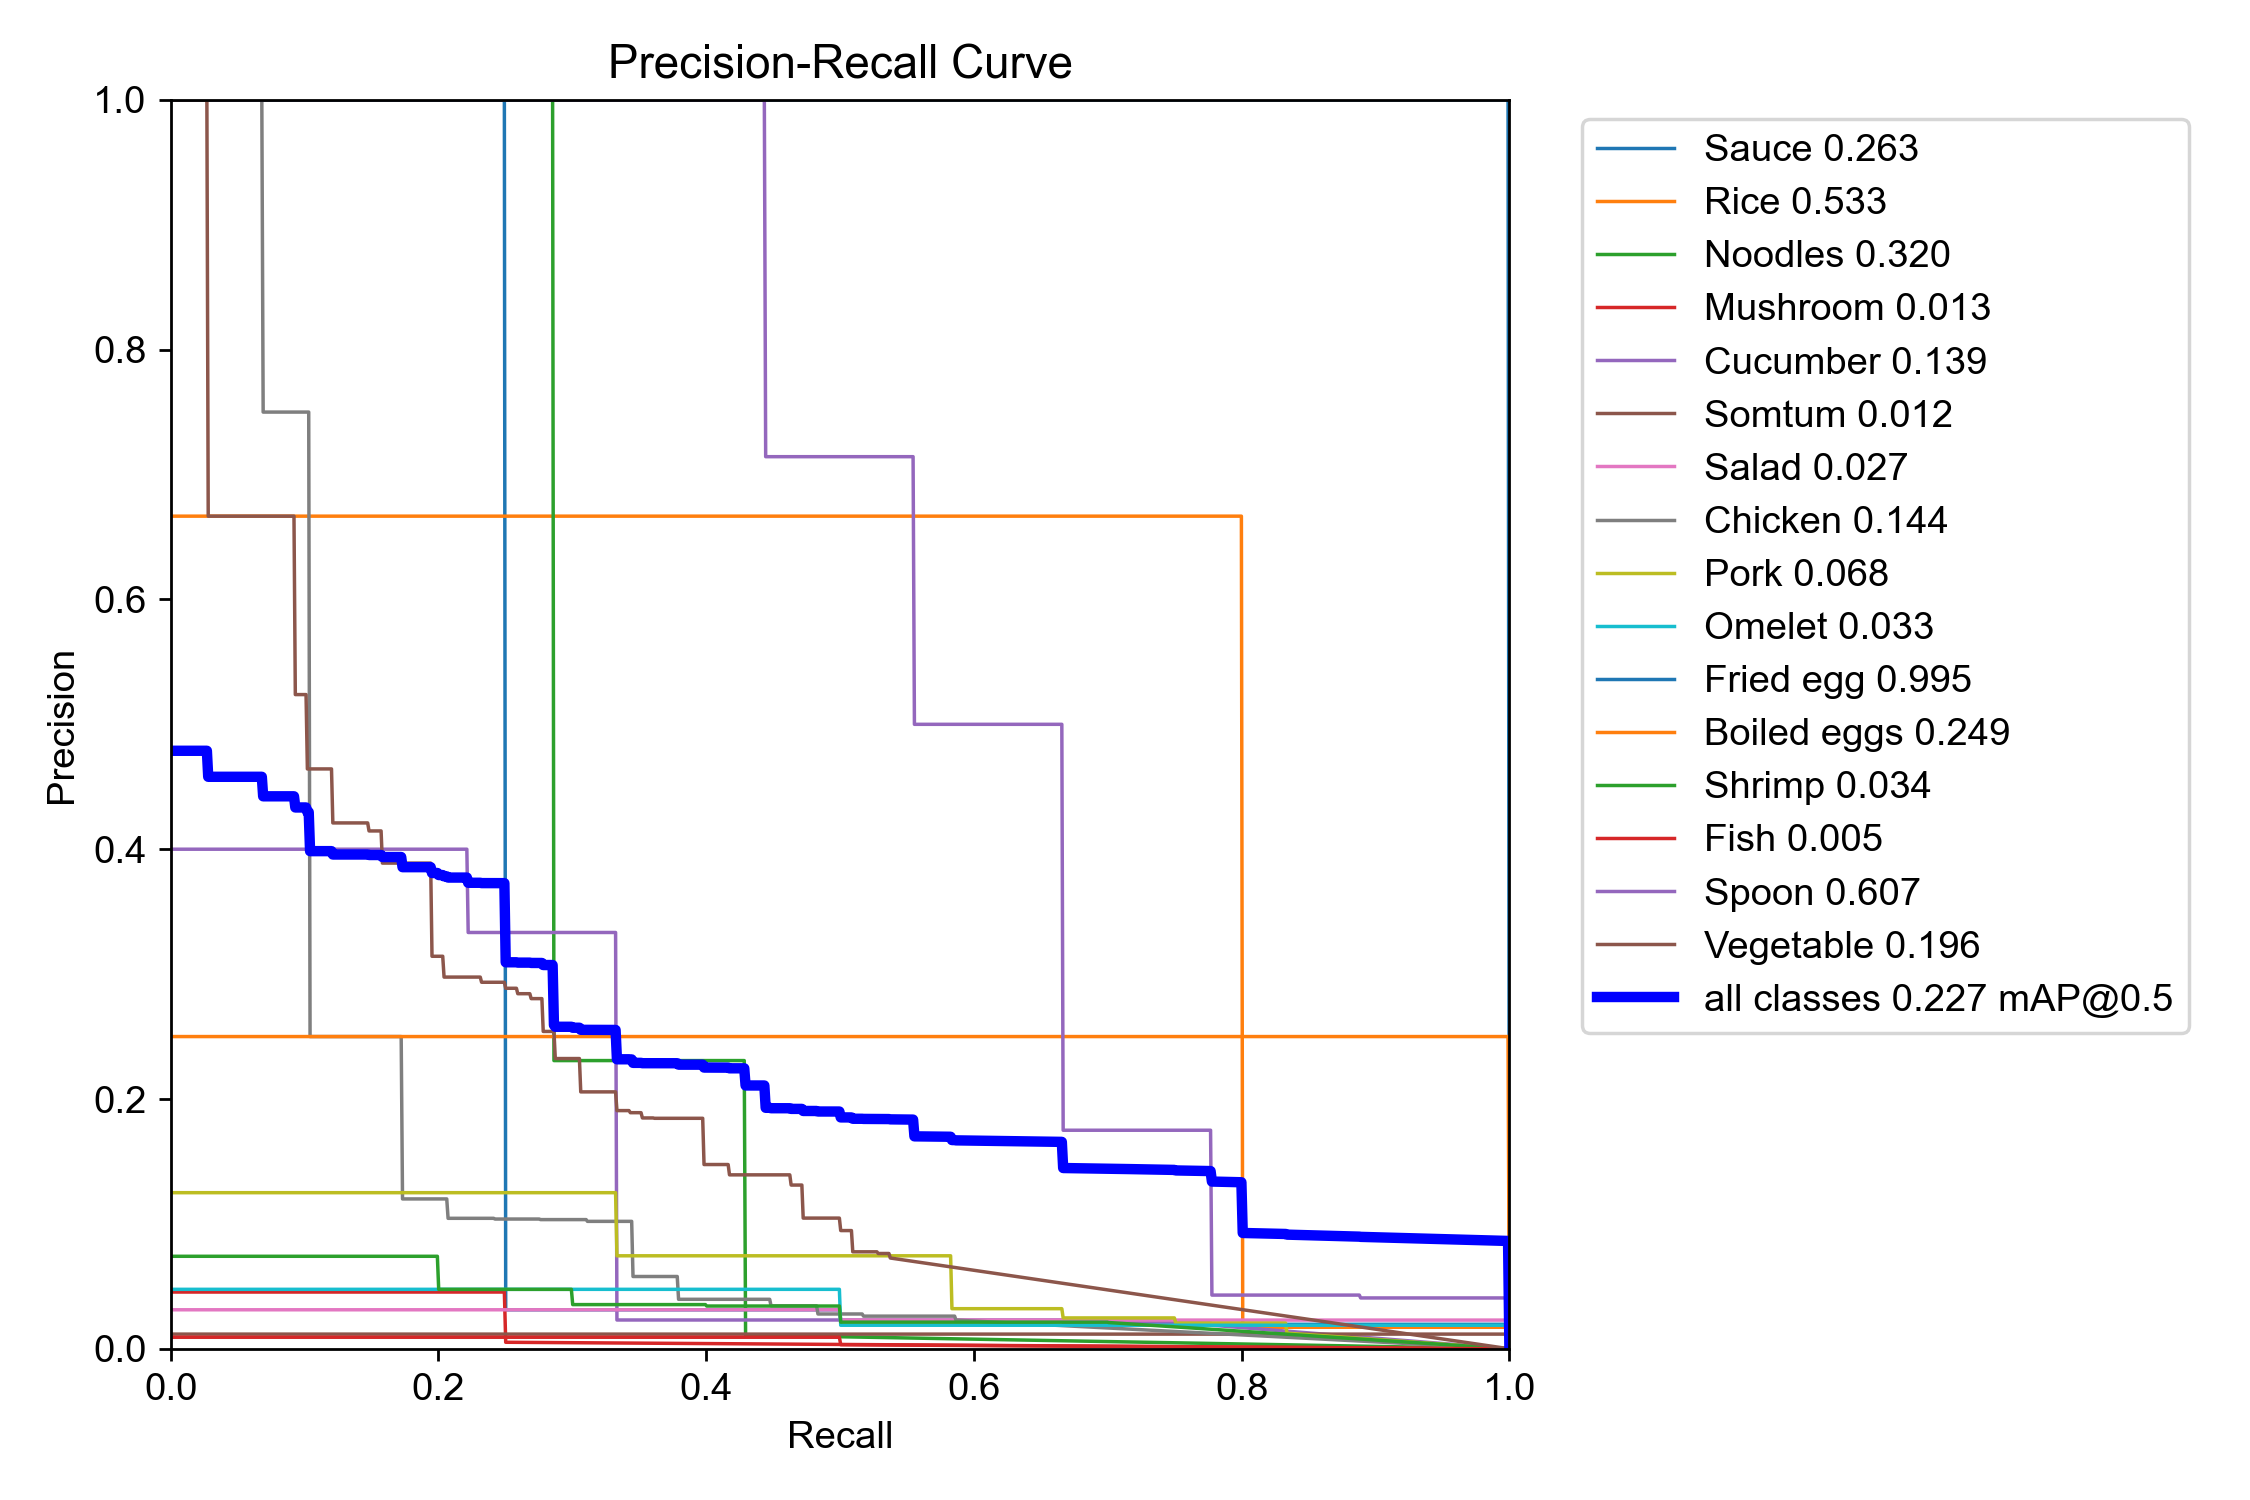 Precision-Recall Curve
1.0
0.8
0.6
0.4
0.2
0.0
Precision
0.0 0.2 0.4 0.6 0.8 1.0
Recall
Sauce 0.263
Rice 0.533
Noodles 0.320
Mushroom 0.013
Cucumber 0.139
Somtum 0.012
Salad 0.027
Chicken 0.144
Pork 0.068
Omelet 0.033
Fried egg 0.995
Boiled eggs 0.249
Shrimp 0.034
Fish 0.005
Spoon 0.607
Vegetable 0.196
all classes 0.227 mAP@0.5